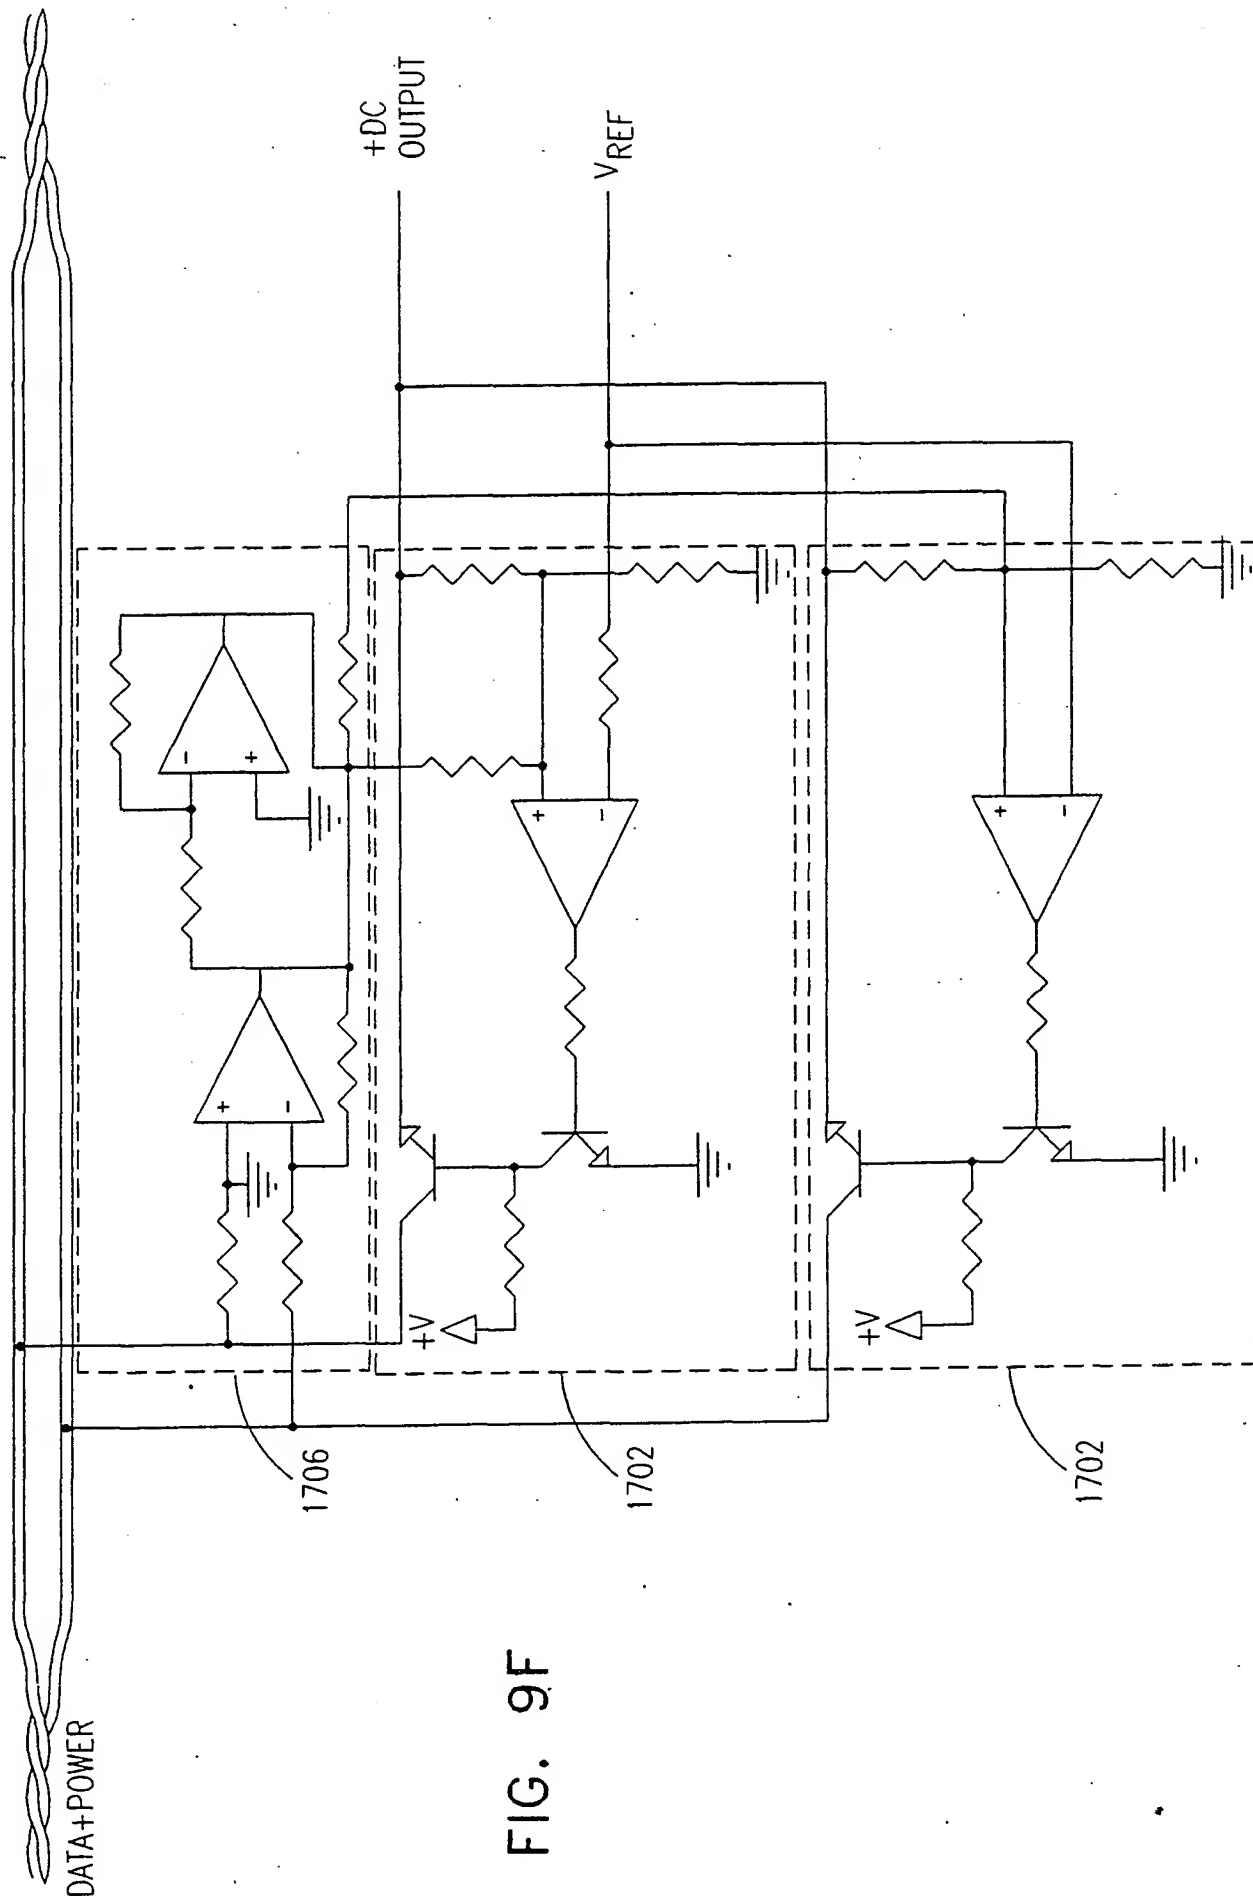 DATA+POWER
+DC
OUTPUT
VREF
-
+
+
-
+
-
+
-
+V
+V
1706
1702
1702
FIG. 9F